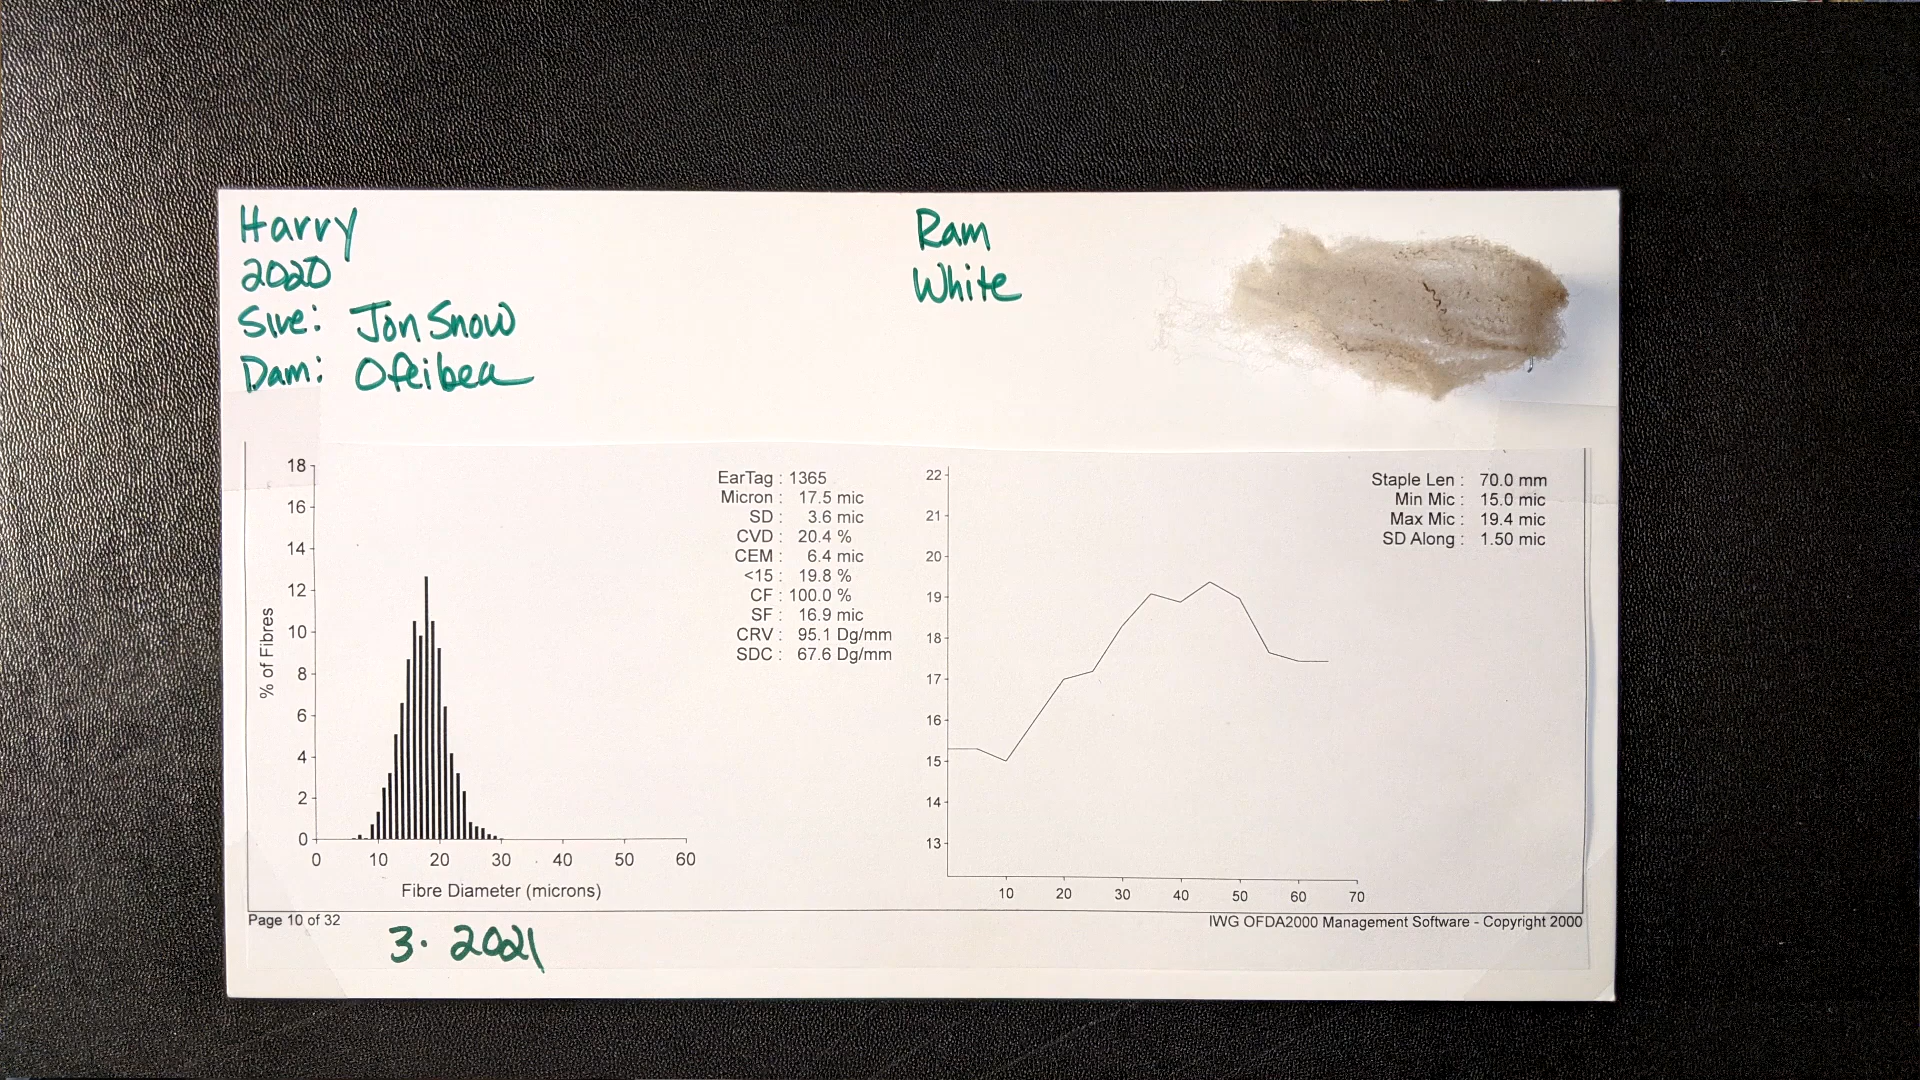 Harry
2020
Sire: Jon Snow
Dam: Ofeibea
Ram
White
18
16
14
12
10
8
6
4
2
0
% of Fibres
0 10 20 30 40 50 60
Fibre Diameter (microns)
EarTag : 1365
Micron : 17.5 mic
SD : 3.6 mic
CVD : 20.4 %
CEM : 6.4 mic
<15 : 19.8 %
CF : 100.0 %
SF : 16.9 mic
CRV : 95.1 Dg/mm
SDC : 67.6 Dg/mm
22
21
20
19
18
17
16
15
14
13
10 20 30 40 50 60 70
Staple Len : 70.0 mm
Min Mic : 15.0 mic
Max Mic : 19.4 mic
SD Along : 1.50 mic
Page 10 of 32
IWG OFDA2000 Management Software - Copyright 2000
3. 2021